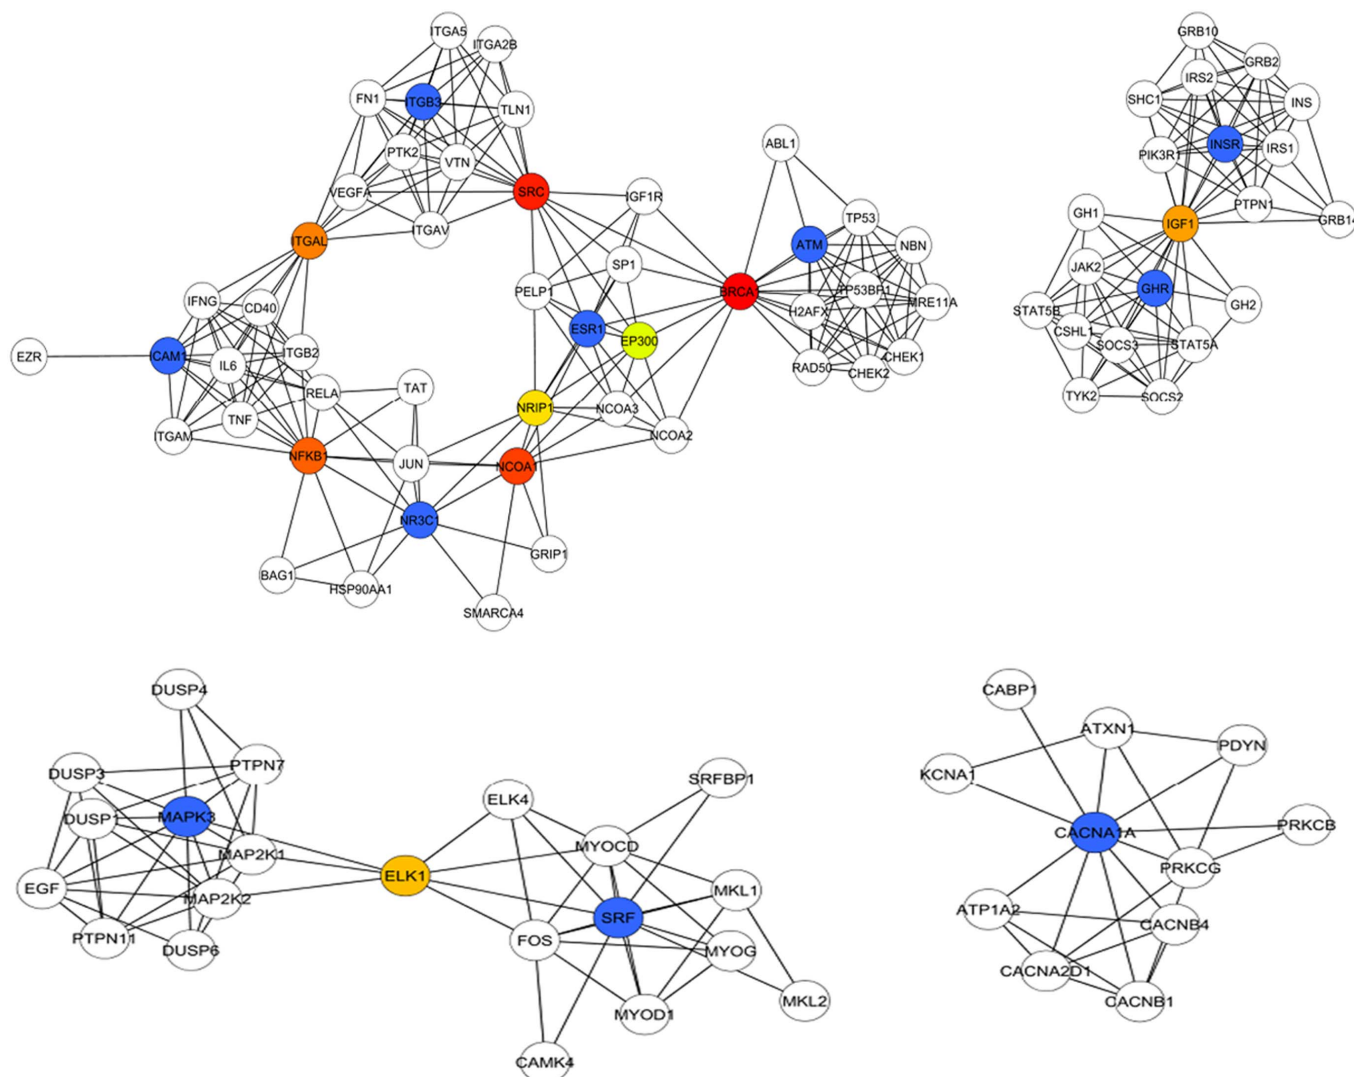 ITGA5
ITGA2B
FN1
ITGB3
TLN1
PTK2
VTN
VEGFA
SRC
ITGAV
ITGAL
IGF1R
SP1
PELP1
ESR1
EP300
BRCA1
ABL1
TP53
ATM
NBN
TP53BP1
MRE11A
H2AFX
CHEK1
RAD50
CHEK2
IFNG
CD40
EZR
ICAM1
ITGB2
IL6
RELA
TAT
TNF
ITGAM
NRIP1
NCOA3
NCOA2
NFKB1
JUN
NCOA1
NR3C1
GRIP1
BAG1
HSP90AA1
SMARCA4
GRB10
GRB2
IRS2
SHC1
INS
INSR
IRS1
PIK3R1
PTPN1
GRB14
GH1
IGF1
JAK2
GHR
STAT5B
GH2
CSHL1
SOCS3
STAT5A
TYK2
SOCS2
DUSP4
DUSP3
PTPN7
MAPK3
DUSP1
MAP2K1
EGF
MAP2K2
PTPN11
DUSP6
ELK1
ELK4
SRFBP1
MYOCD
MKL1
SRF
FOS
MYOG
MKL2
MYOD1
CAMK4
CABP1
ATXN1
PDYN
KCNA1
CACNA1A
PRKCB
PRKCG
ATP1A2
CACNB4
CACNA2D1
CACNB1